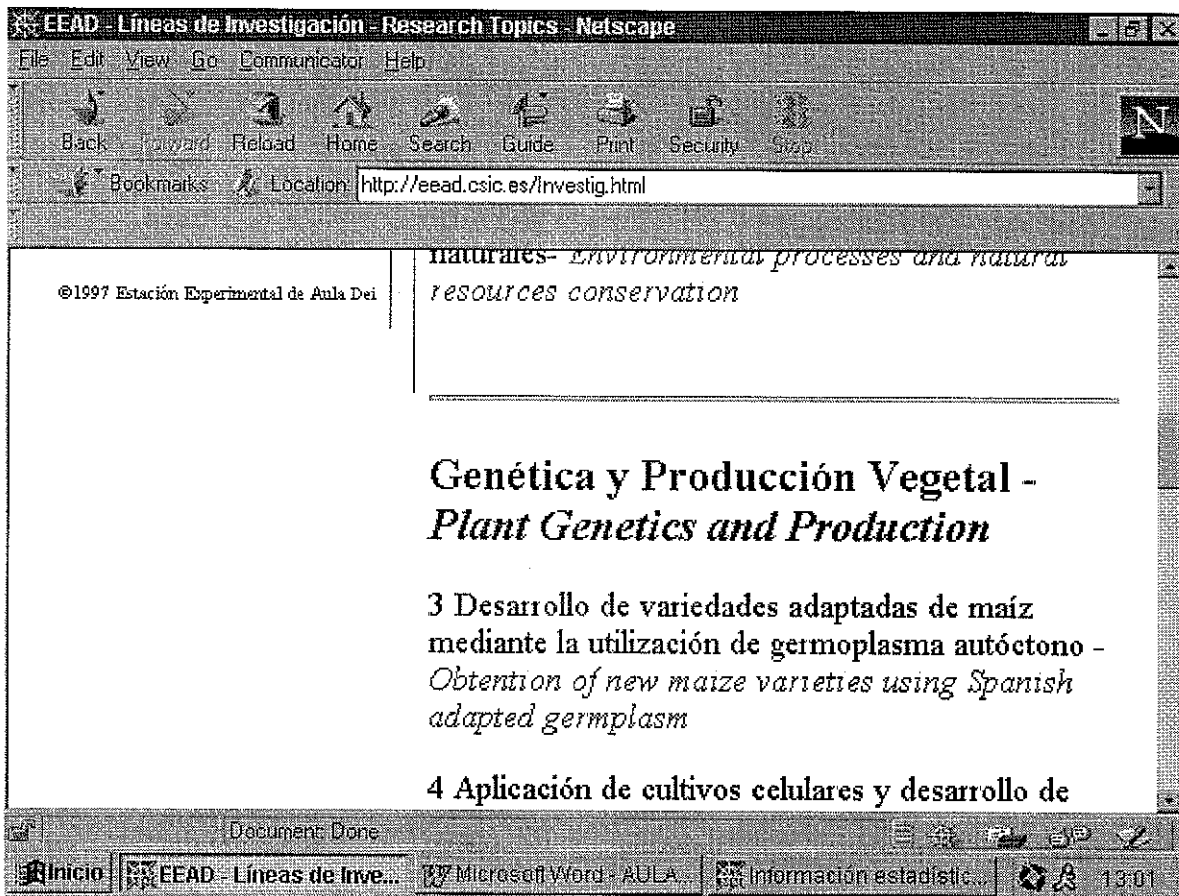 EEAD - Líneas de Investigación - Research Topics - Netscape
File Edit View Go Communicator Help
Back Forward Reload Home Search Guide Print Security Stop
Bookmarks Location http://eead.csic.es/Investig.html
naturales- Environmental processes and natural
©1997 Estación Experimental de Aula Dei
resources conservation
Genética y Producción Vegetal -
Plant Genetics and Production
3 Desarrollo de variedades adaptadas de maíz
mediante la utilización de germoplasma autóctono -
Obtention of new maize varieties using Spanish
adapted germplasm
4 Aplicación de cultivos celulares y desarrollo de
Document: Done
Inicio EEAD - Líneas de Inve... Microsoft Word - AULA... Información estadístic... 13:01